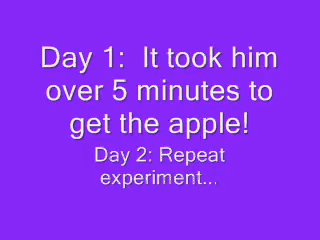 Day 1:  It took him
over 5 minutes to
get the apple!
Day 2: Repeat
experiment...